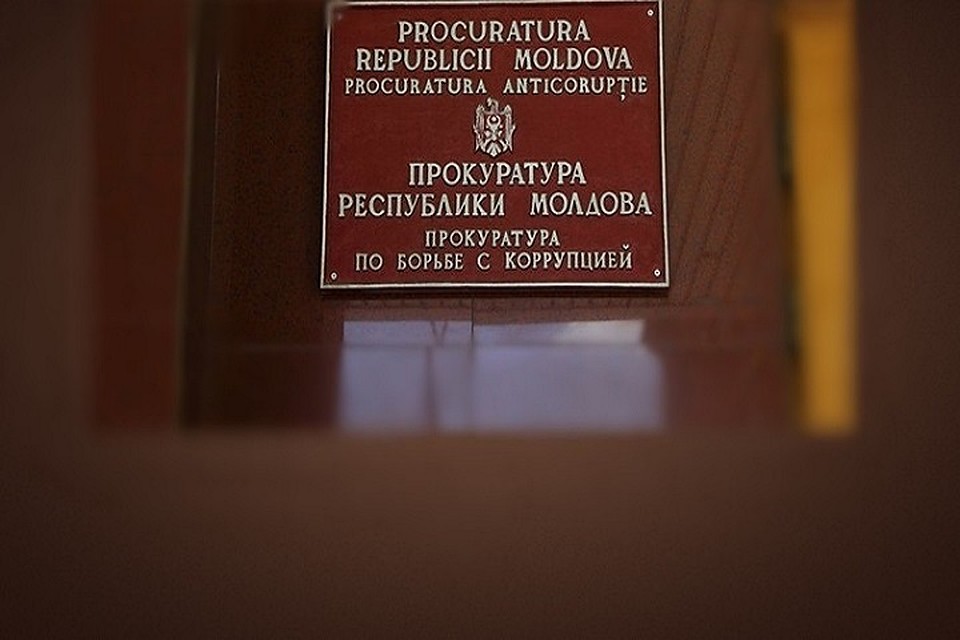 PROCURATURA
REPUBLICII MOLDOVA
PROCURATURA ANTICORUPȚIE
ПРОКУРАТУРА
РЕСПУБЛИКИ МОЛДОВА
ПРОКУРАТУРА
ПО БОРЬБЕ С КОРРУПЦИЕЙ